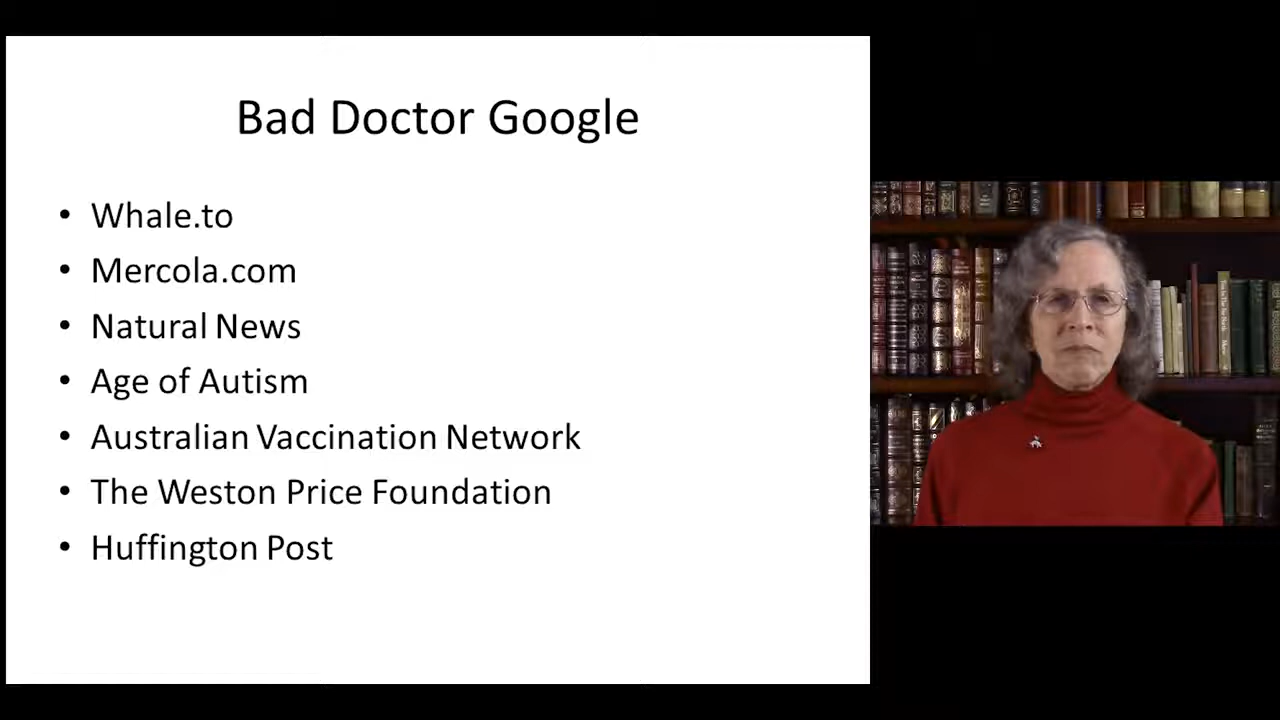 Bad Doctor Google
• Whale.to
• Mercola.com
• Natural News
• Age of Autism
• Australian Vaccination Network
• The Weston Price Foundation
• Huffington Post